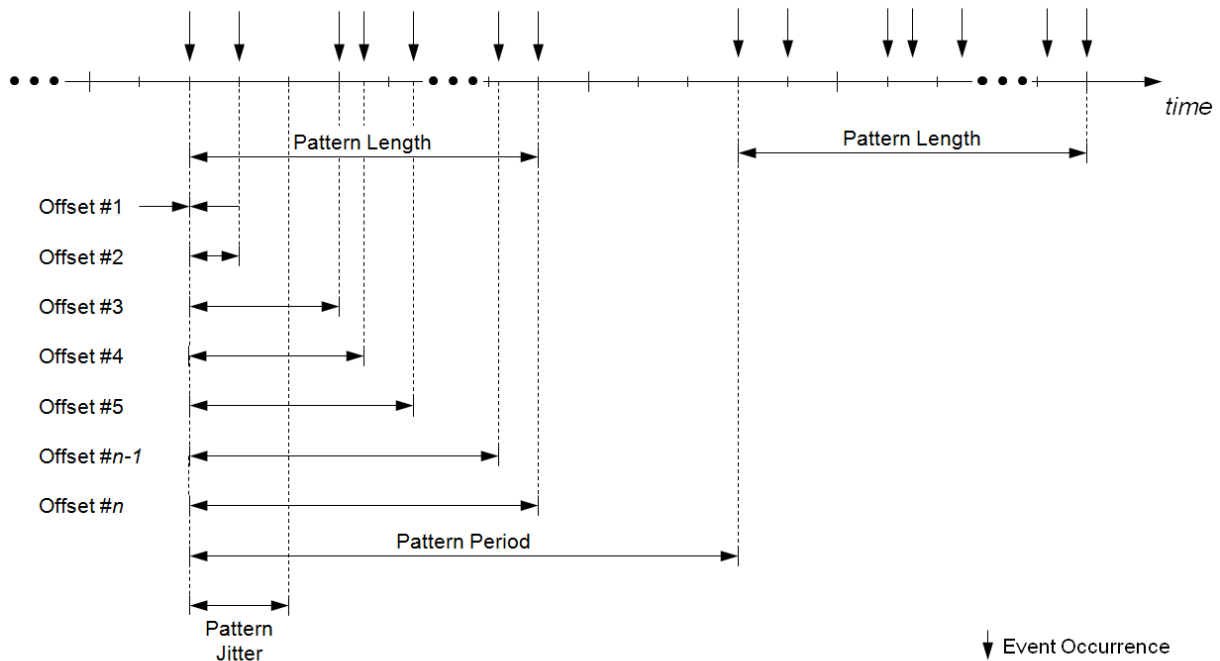 time
Pattern Length
Pattern Length
Offset #1
Offset #2
Offset #3
Offset #4
Offset #5
Offset #n-1
Offset #n
Pattern Period
Pattern
Jitter
Event Occurrence